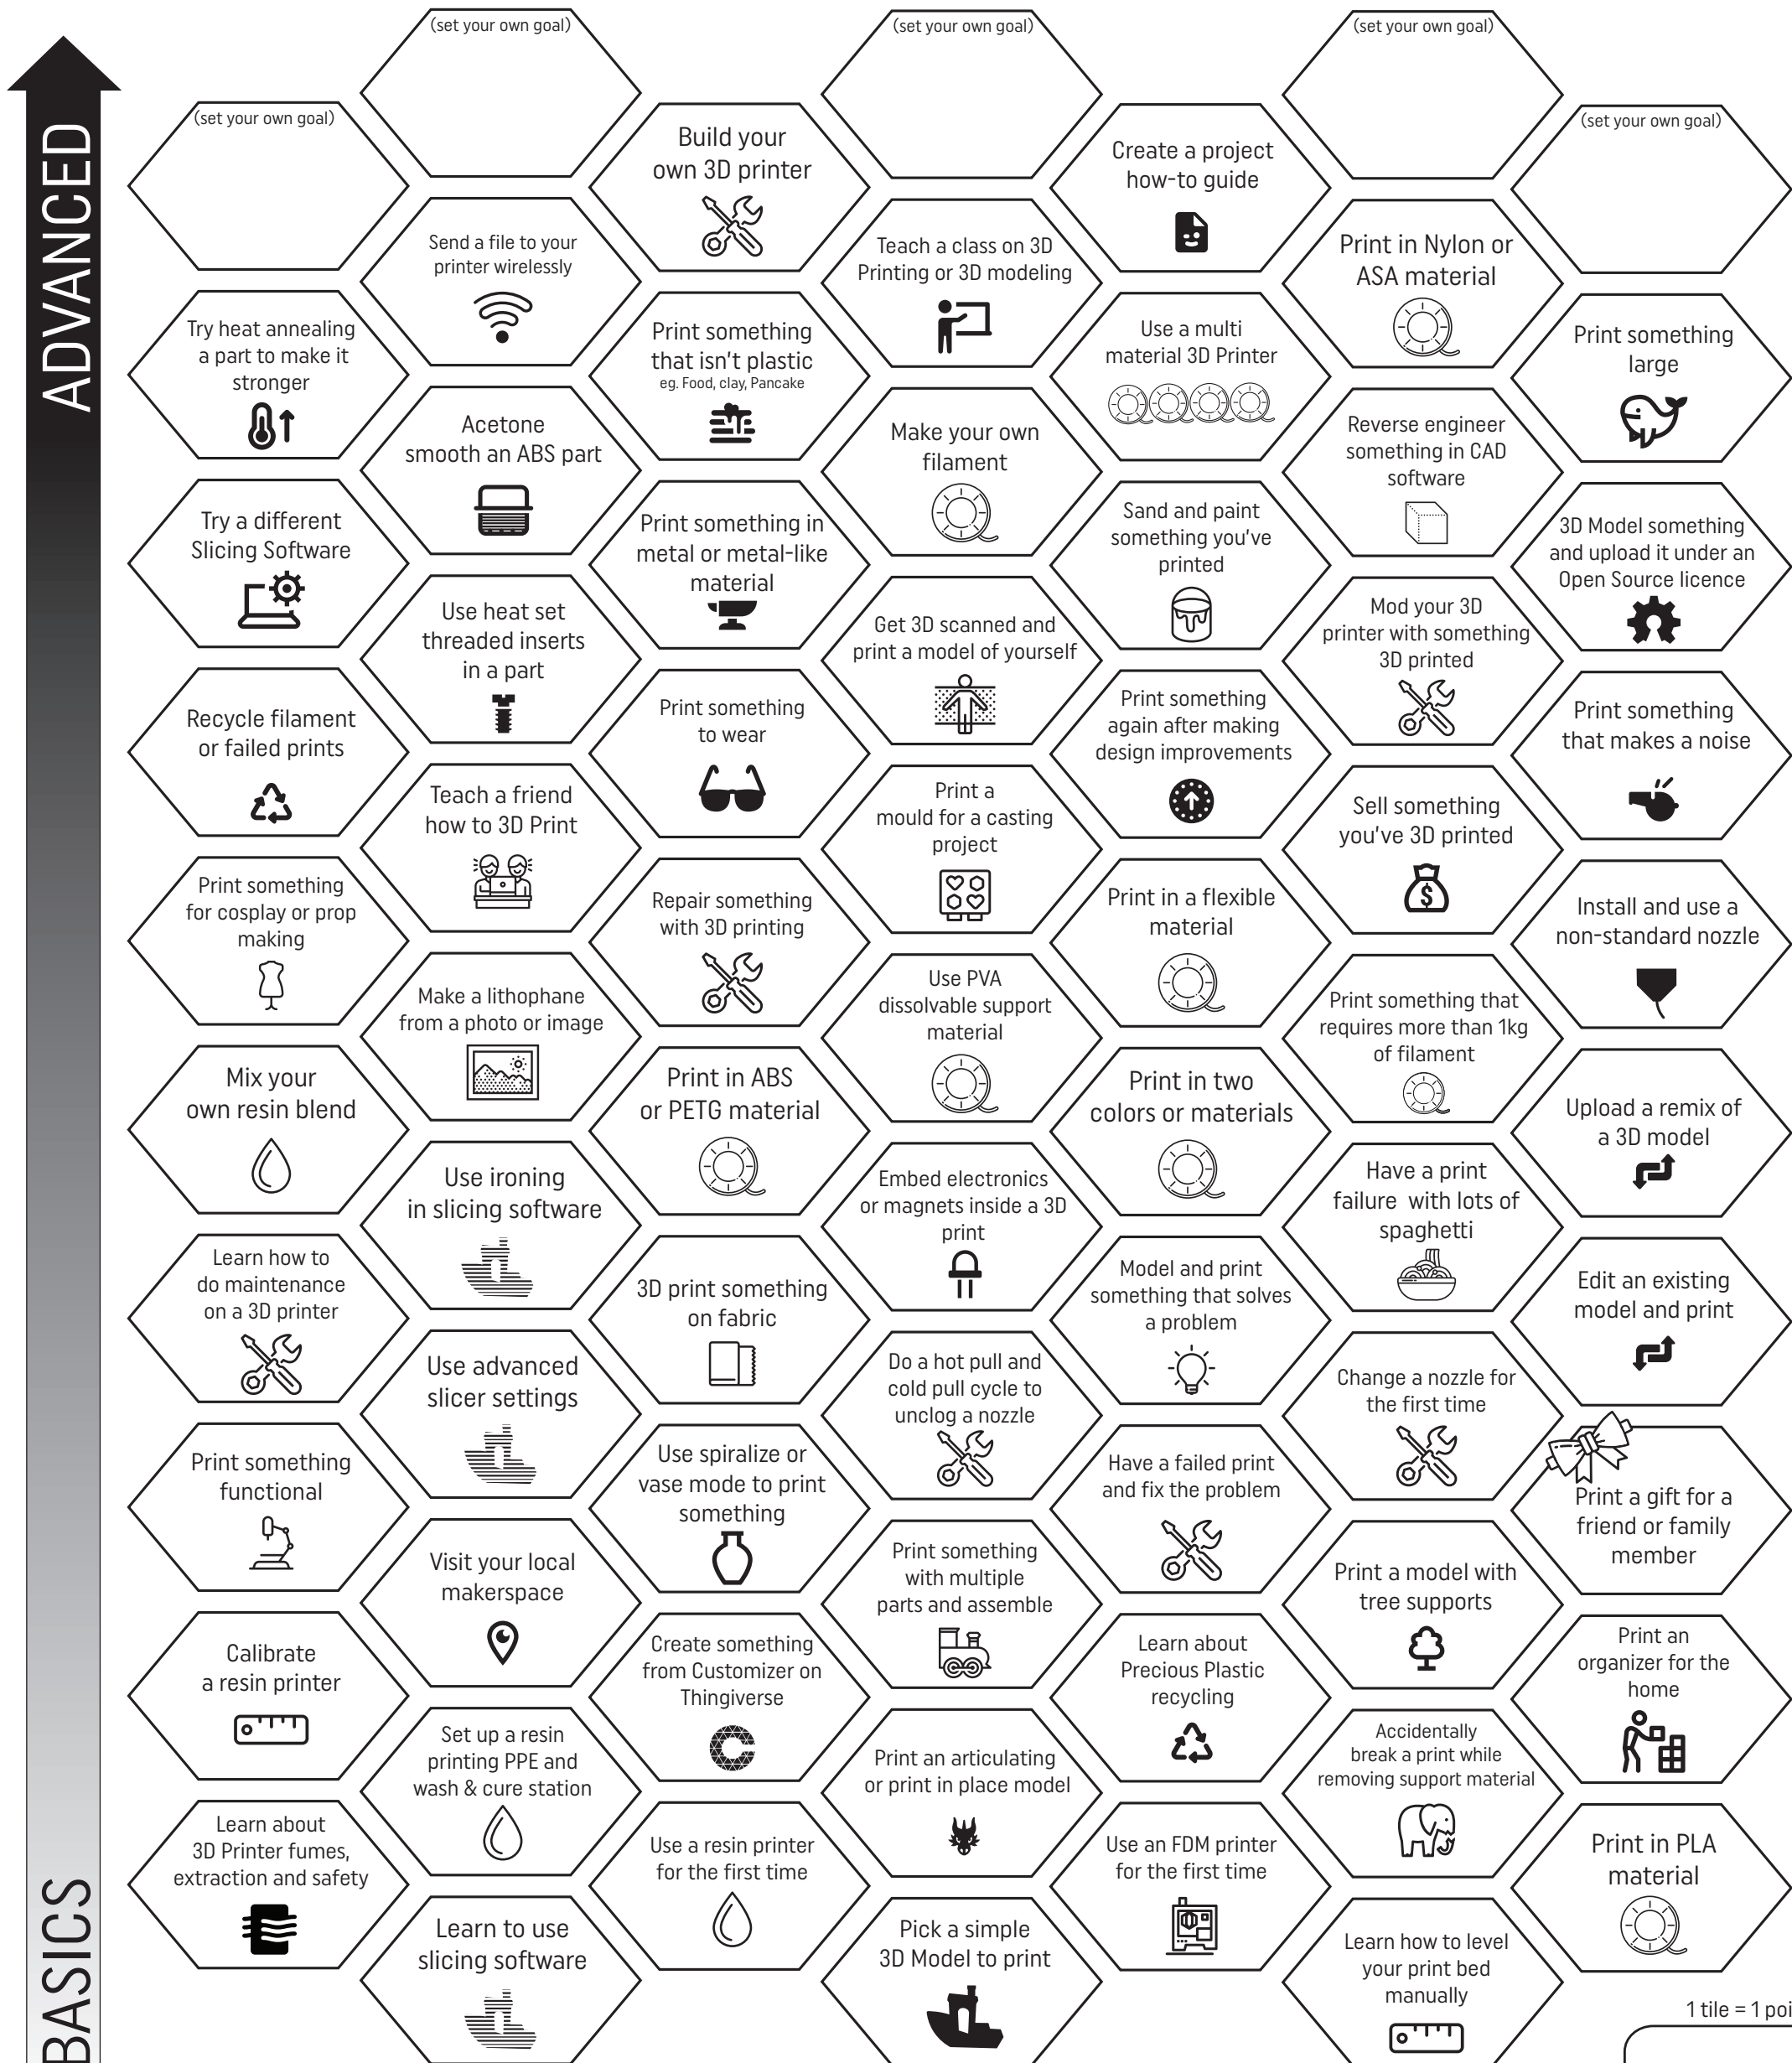 ADVANCED
BASICS
(set your own goal)
(set your own goal)
(set your own goal)
(set your own goal)
(set your own goal)
Build your
own 3D printer
Create a project
how-to guide
Send a file to your
printer wirelessly
Teach a class on 3D
Printing or 3D modeling
Print in Nylon or
ASA material
Try heat annealing
a part to make it
stronger
Print something
that isn't plastic
eg. Food, clay, Pancake
Use a multi
material 3D Printer
Print something
large
Acetone
smooth an ABS part
Make your own
filament
Reverse engineer
something in CAD
software
Try a different
Slicing Software
Print something in
metal or metal-like
material
Sand and paint
something you've
printed
3D Model something
and upload it under an
Open Source licence
Use heat set
threaded inserts
in a part
Get 3D scanned and
print a model of yourself
Mod your 3D
printer with something
3D printed
Recycle filament
or failed prints
Print something
to wear
Print something
again after making
design improvements
Print something
that makes a noise
Teach a friend
how to 3D Print
Print a
mould for a casting
project
Sell something
you've 3D printed
$
Print something
for cosplay or prop
making
Repair something
with 3D printing
Print in a flexible
material
Install and use a
non-standard nozzle
Make a lithophane
from a photo or image
Use PVA
dissolvable support
material
Print something that
requires more than 1kg
of filament
Mix your
own resin blend
Print in ABS
or PETG material
Print in two
colors or materials
Upload a remix of
a 3D model
Use ironing
in slicing software
Embed electronics
or magnets inside a 3D
print
Have a print
failure with lots of
spaghetti
Learn how to
do maintenance
on a 3D printer
3D print something
on fabric
Model and print
something that solves
a problem
Edit an existing
model and print
Use advanced
slicer settings
Do a hot pull and
cold pull cycle to
unclog a nozzle
Change a nozzle for
the first time
Print something
functional
Use spiralize or
vase mode to print
something
Have a failed print
and fix the problem
Print a gift for a
friend or family
member
Visit your local
makerspace
Print something
with multiple
parts and assemble
Print a model with
tree supports
Calibrate
a resin printer
Create something
from Customizer on
Thingiverse
Learn about
Precious Plastic
recycling
Print an
organizer for the
home
Set up a resin
printing PPE and
wash & cure station
Print an articulating
or print in place model
Accidentally
break a print while
removing support material
Learn about
3D Printer fumes,
extraction and safety
Use a resin printer
for the first time
Use an FDM printer
for the first time
Print in PLA
material
Learn to use
slicing software
Pick a simple
3D Model to print
Learn how to level
your print bed
manually
1 tile = 1 poi